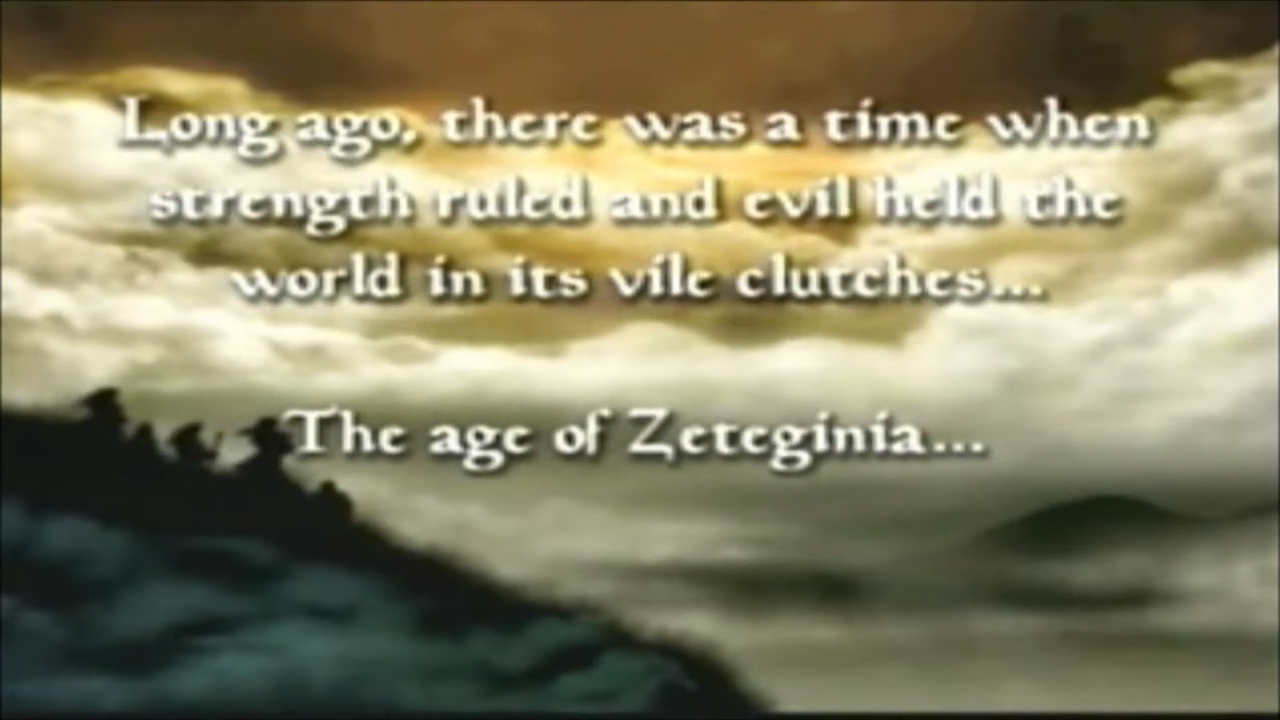 Long ago, there was a time when
strength ruled and evil held the
world in its vile clutches...
The age of Zeteginia...